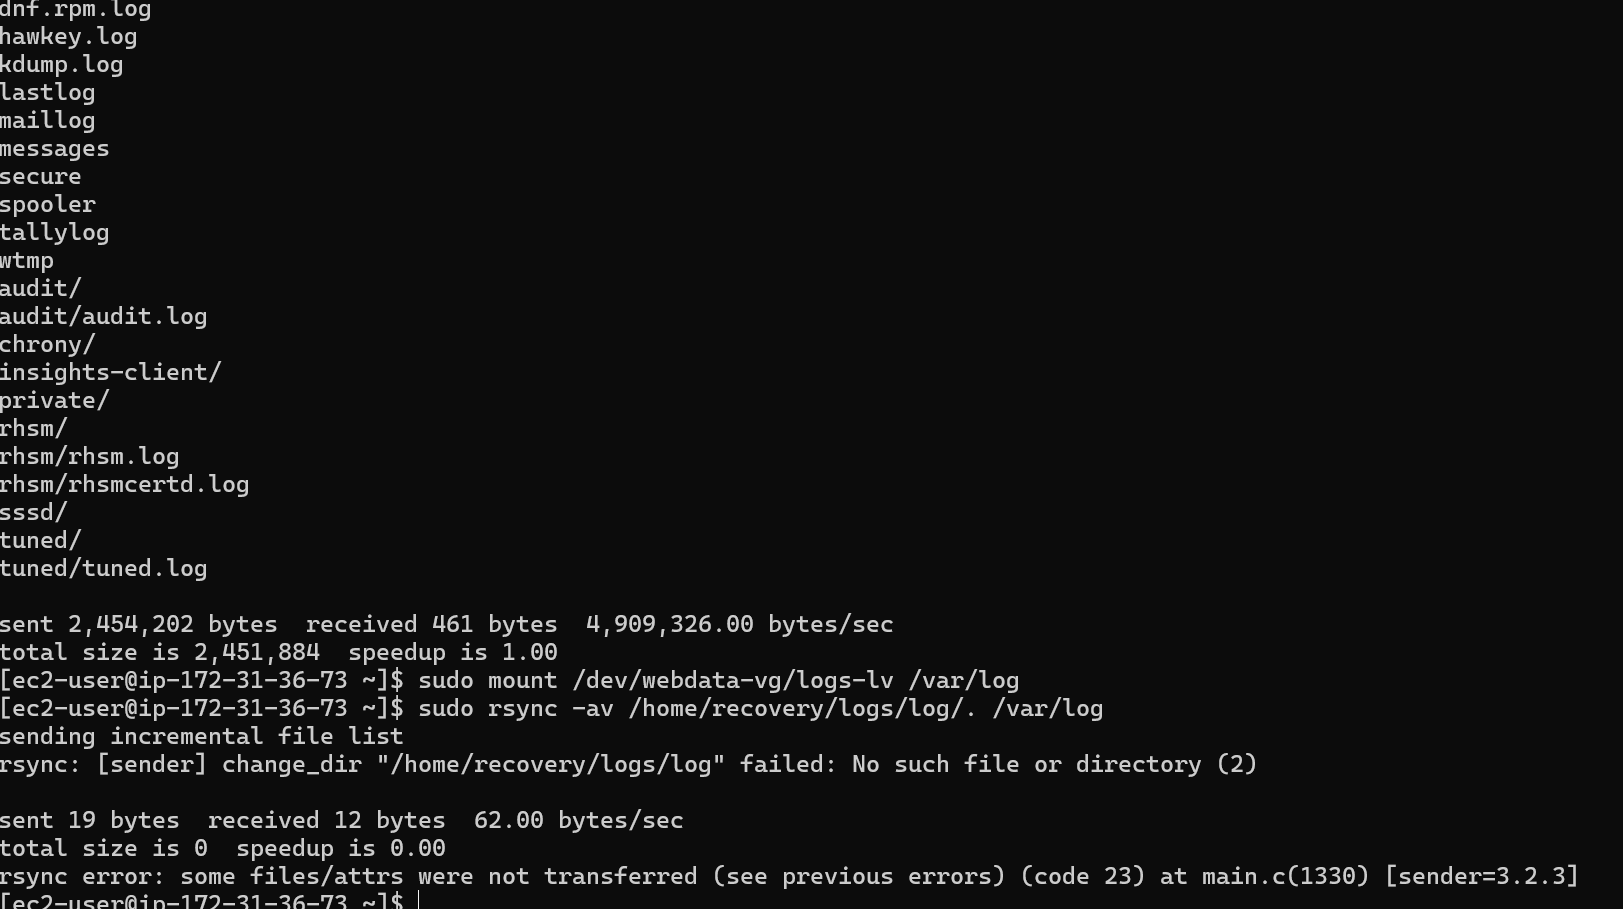 dnf.rpm.log
hawkey.log
kdump.log
lastlog
maillog
messages
secure
spooler
tallylog
wtmp
audit/
audit/audit.log
chrony/
insights-client/
private/
rhsm/
rhsm/rhsm.log
rhsm/rhsmcertd.log
sssd/
tuned/
tuned/tuned.log
sent 2,454,202 bytes  received 461 bytes  4,909,326.00 bytes/sec
total size is 2,451,884  speedup is 1.00
[ec2-user@ip-172-31-36-73 ~]$ sudo mount /dev/webdata-vg/logs-lv /var/log
[ec2-user@ip-172-31-36-73 ~]$ sudo rsync -av /home/recovery/logs/log/. /var/log
sending incremental file list
rsync: [sender] change_dir "/home/recovery/logs/log" failed: No such file or directory (2)
sent 19 bytes  received 12 bytes  62.00 bytes/sec
total size is 0  speedup is 0.00
rsync error: some files/attrs were not transferred (see previous errors) (code 23) at main.c(1330) [sender=3.2.3]
[ec2-user@ip-172-31-36-73 ~]$